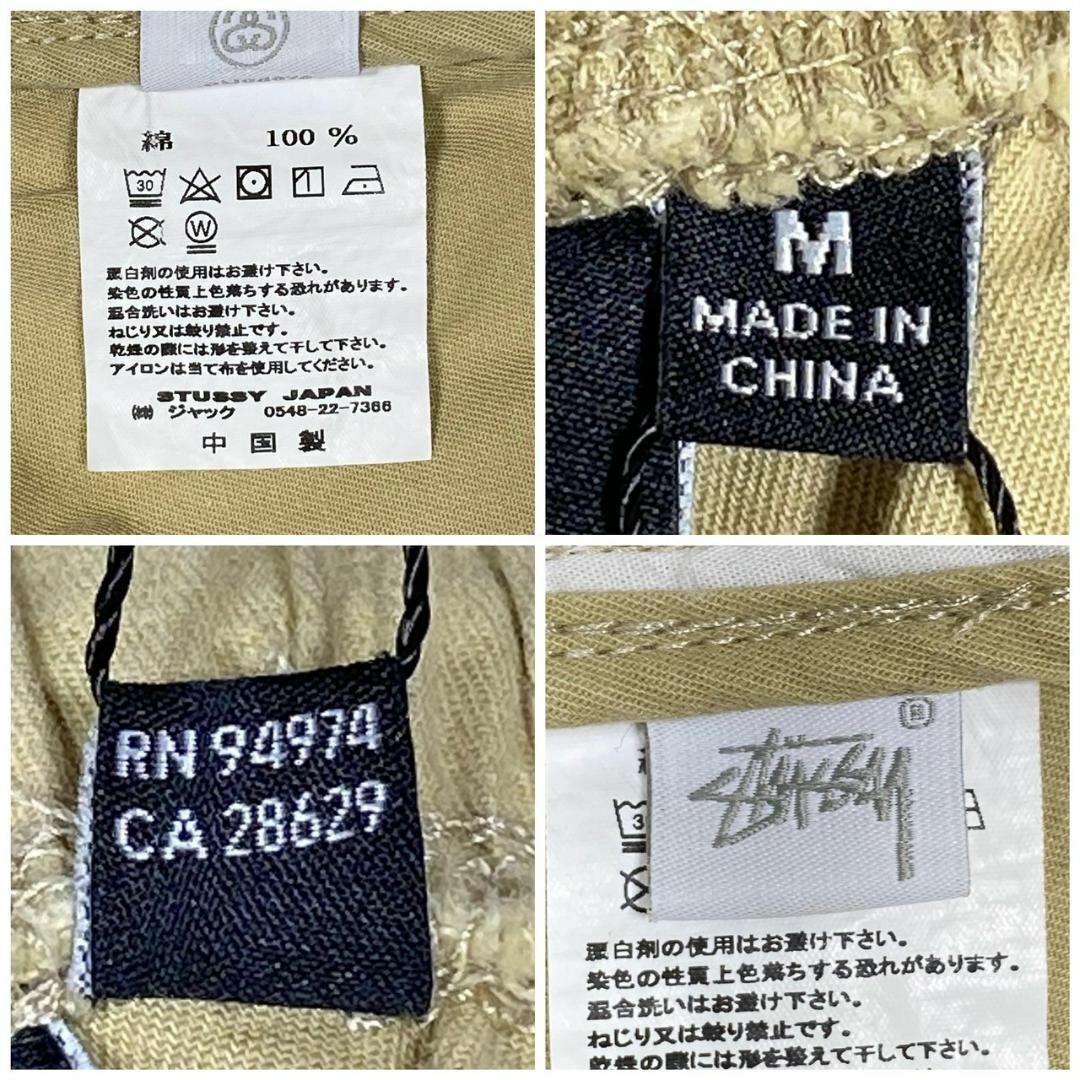 綿 100 %
30
1
W
漂白剤の使用はお避け下さい。
染色の性質上色落ちする恐れがあります。
混合洗いはお避け下さい。
ねじり又は絞り禁止です。
乾燥の際には形を整えて干して下さい。
アイロンは当て布を使用してください。
STUSSY JAPAN
㈱ ジャック 0548-22-7366
中国製
M
MADE IN
CHINA
RN 94974
CA 28629
®
Stüssy
漂白剤の使用はお避け下さい。
染色の性質上色落ちする恐れがあります。
混合洗いはお避け下さい。
ねじり又は絞り禁止です。
乾燥の際には形を整えて干して下さい。